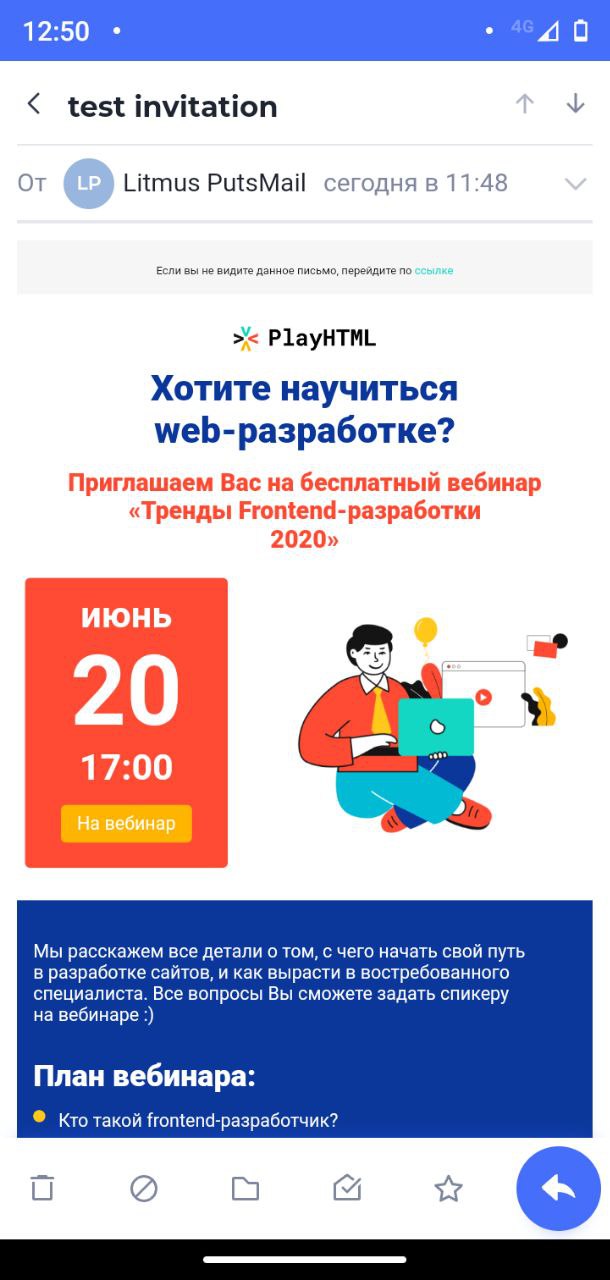 12:50
4G
test invitation
От LP Litmus PutsMail сегодня в 11:48
Если вы не видите данное письмо, перейдите по ссылке
PlayHTML
Хотите научиться
web-разработке?
Приглашаем Вас на бесплатный вебинар
«Тренды Frontend-разработки
2020»
июнь
20
17:00
На вебинар
Мы расскажем все детали о том, с чего начать свой путь
в разработке сайтов, и как вырасти в востребованного
специалиста. Все вопросы Вы сможете задать спикеру
на вебинаре :)
План вебинара:
Кто такой frontend-разработчик?